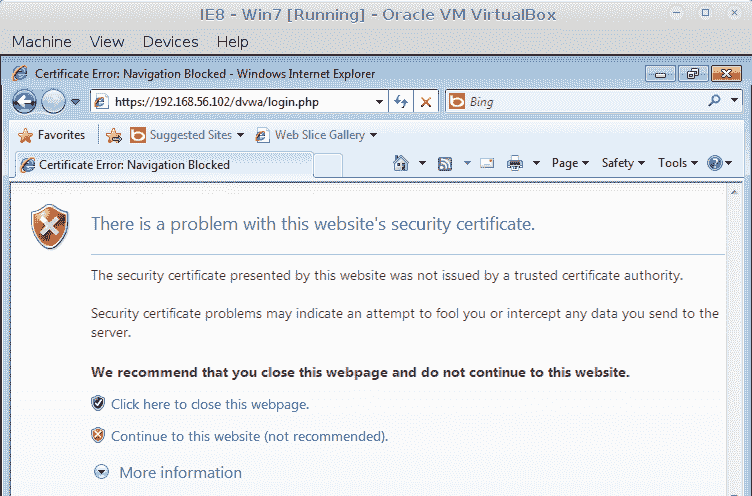 IE8 - Win7 [Running] - Oracle VM VirtualBox
Machine View Devices Help
Certificate Error: Navigation Blocked - Windows Internet Explorer
https://192.168.56.102/dvwa/login.php Bing
Favorites Suggested Sites Web Slice Gallery
Certificate Error: Navigation Blocked Page Safety Tools
There is a problem with this website's security certificate.
The security certificate presented by this website was not issued by a trusted certificate authority.
Security certificate problems may indicate an attempt to fool you or intercept any data you send to the
server.
We recommend that you close this webpage and do not continue to this website.
Click here to close this webpage.
Continue to this website (not recommended).
More information